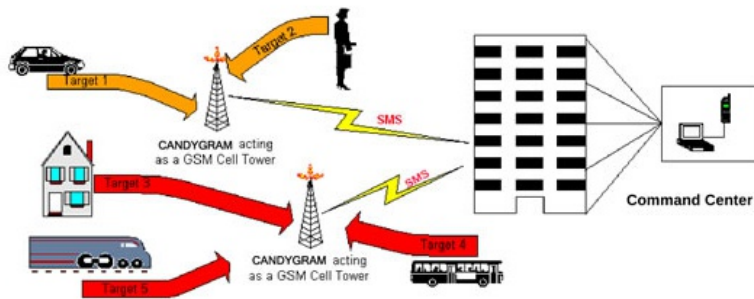 Target 1
Target 2
CANDYGRAM acting
as a GSM Cell Tower
SMS
Target 3
SMS
CANDYGRAM acting
as a GSM Cell Tower
Target 4
Target 5
Command Center